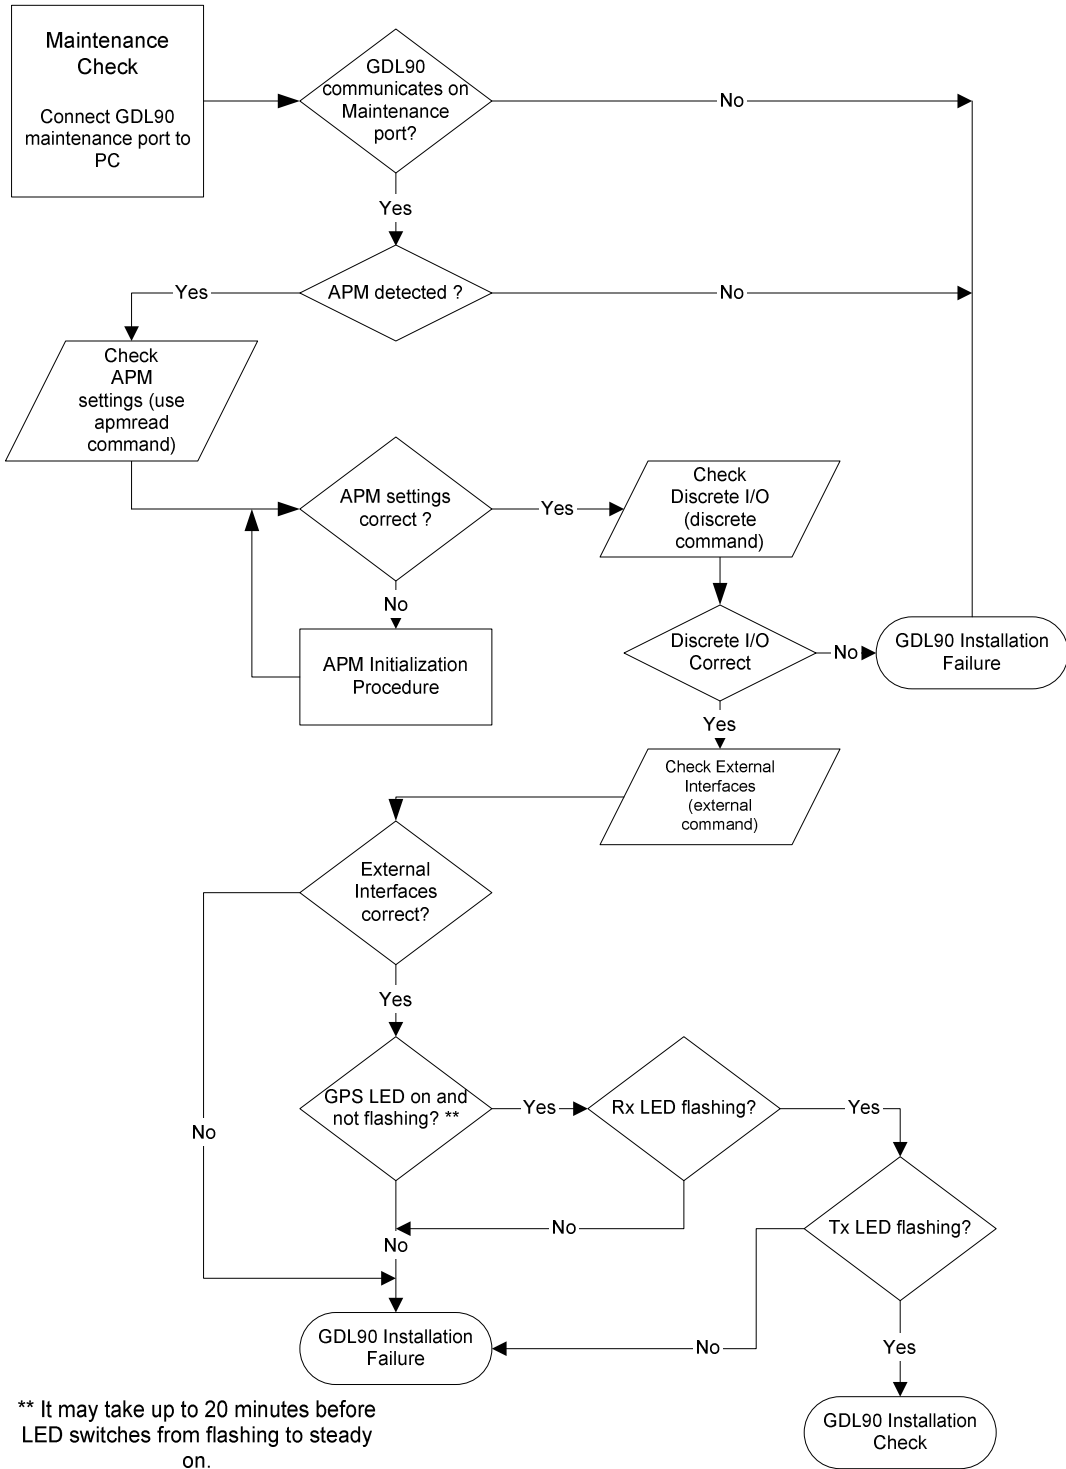 Maintenance
Check
Connect GDL90
maintenance port to
PC
GDL90
communicates on
Maintenance
port?
No
Yes
APM detected ?
Yes
No
Check
APM
settings (use
apmread
command)
APM settings
correct ?
Yes
Check
Discrete I/O
(discrete
command)
No
APM Initialization
Procedure
Discrete I/O
Correct
No
GDL90 Installation
Failure
Yes
Check External
Interfaces
(external
command)
External
Interfaces
correct?
Yes
No
GPS LED on and
not flashing? **
Yes
Rx LED flashing?
Yes
Tx LED flashing?
No
No
No
Yes
GDL90 Installation
Failure
GDL90 Installation
Check
** It may take up to 20 minutes before
LED switches from flashing to steady
on.